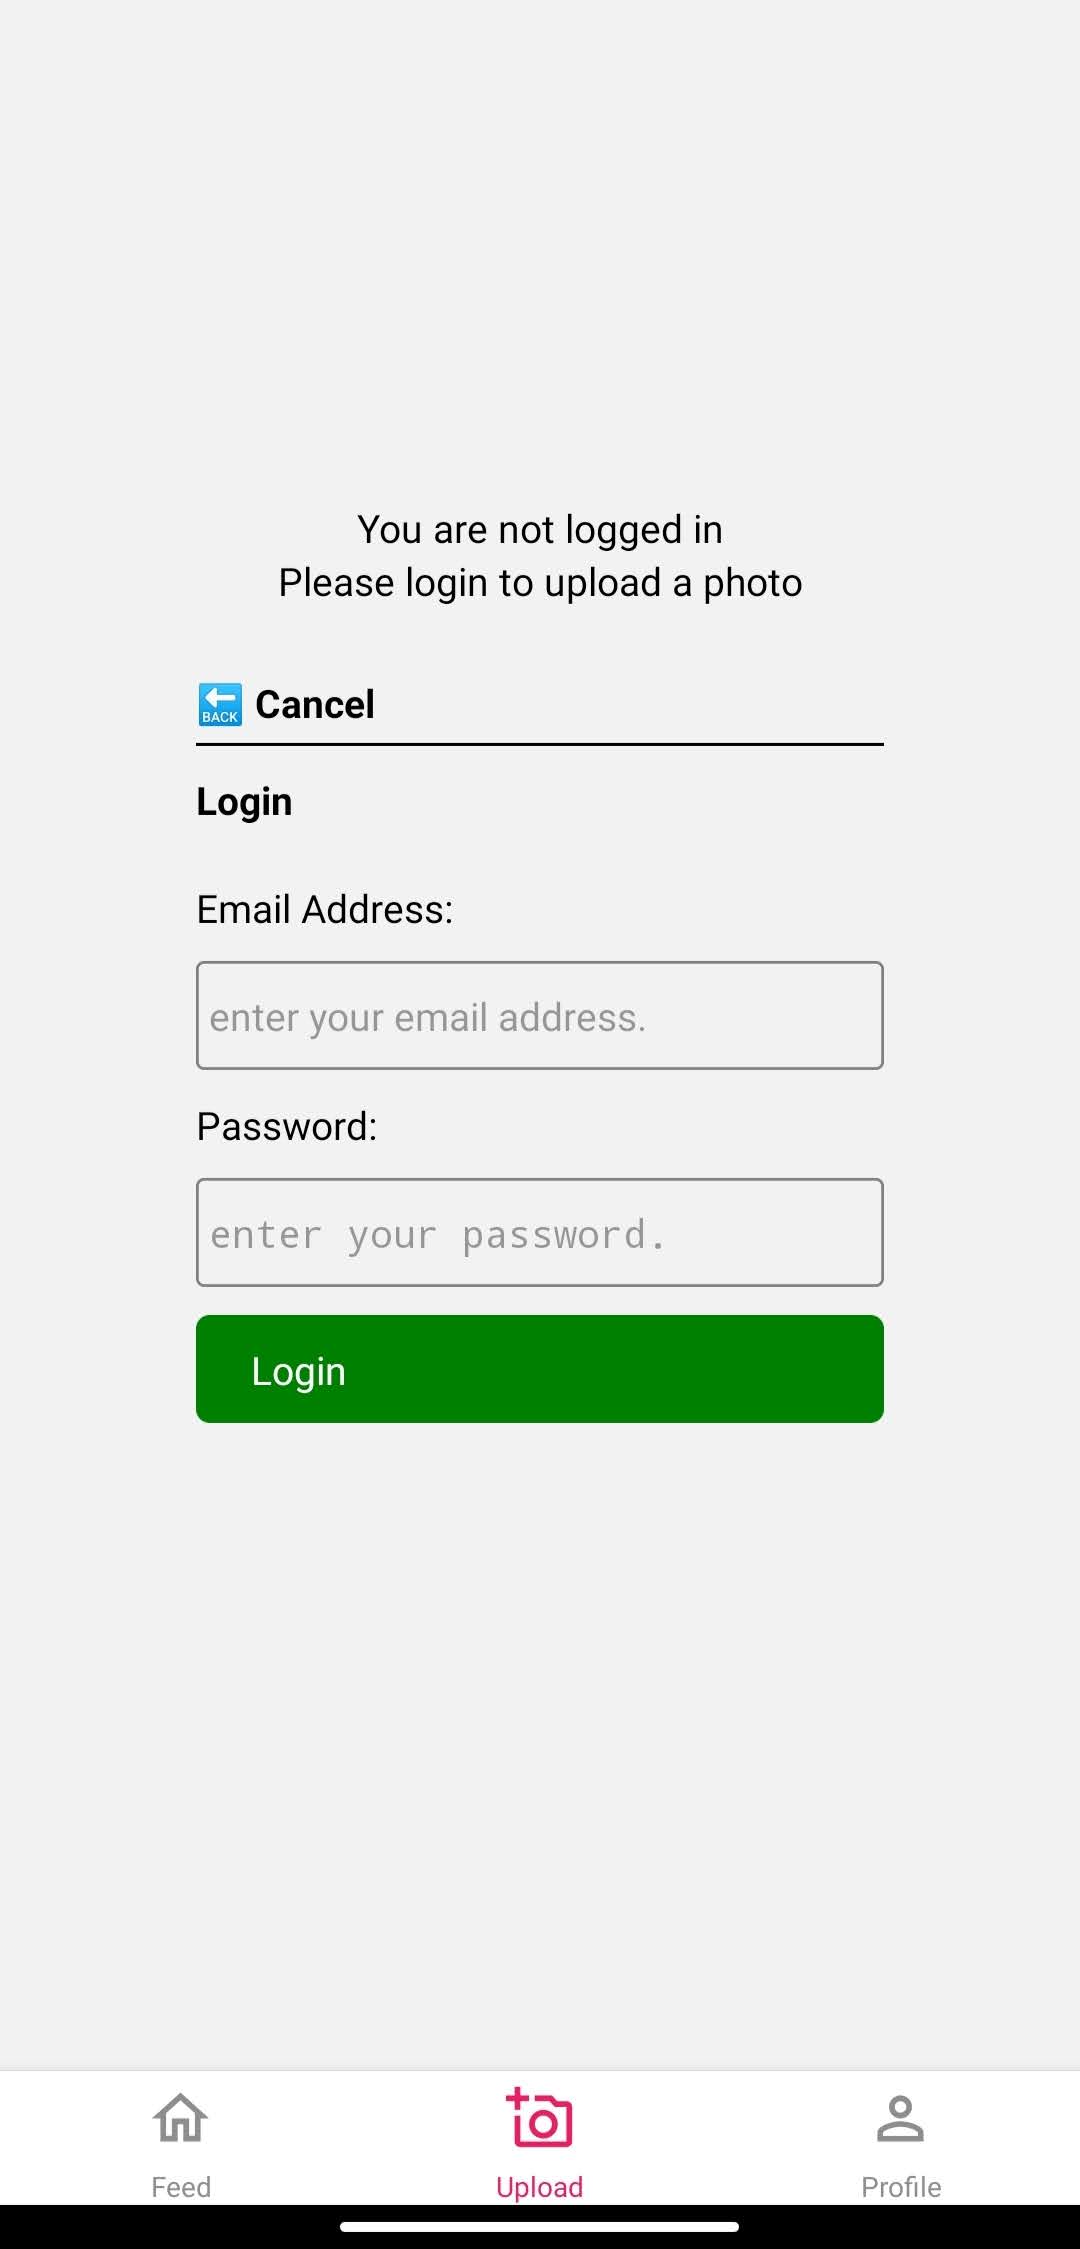 You are not logged in
Please login to upload a photo
BACK Cancel
Login
Email Address:
enter your email address.
Password:
enter your password.
Login
Feed Upload Profile